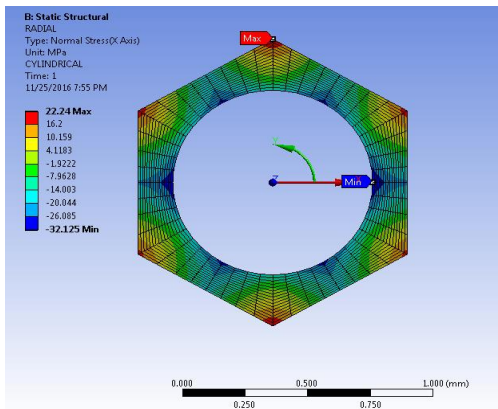 B: Static Structural
RADIAL
Type: Normal Stress(X Axis)
Unit: MPa
CYLINDRICAL
Time: 1
11/25/2016 7:55 PM
Max
22.24 Max
16.2
10.159
4.1183
-1.9222
-7.9628
-14.003
-20.044
-26.085
-32.125 Min
Y
Z
Min
0.000
0.500
1.000 (mm)
0.250
0.750